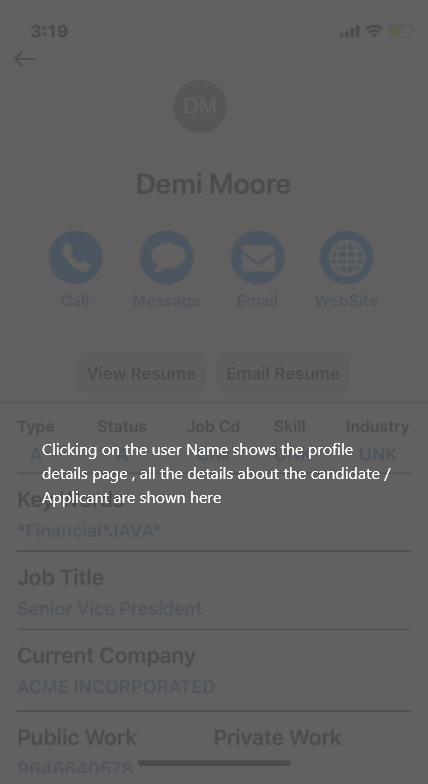 3:19
DM
Demi Moore
Call Message Email WebSite
View Resume Email Resume
Type Status Job Cd Skill Industry
A A UNK UNK
Clicking on the user Name shows the profile
details page , all the details about the candidate /
Applicant are shown here
Key Words
*Financial*JAVA*
Job Title
Senior Vice President
Current Company
ACME INCORPORATED
Public Work Private Work
9646640578